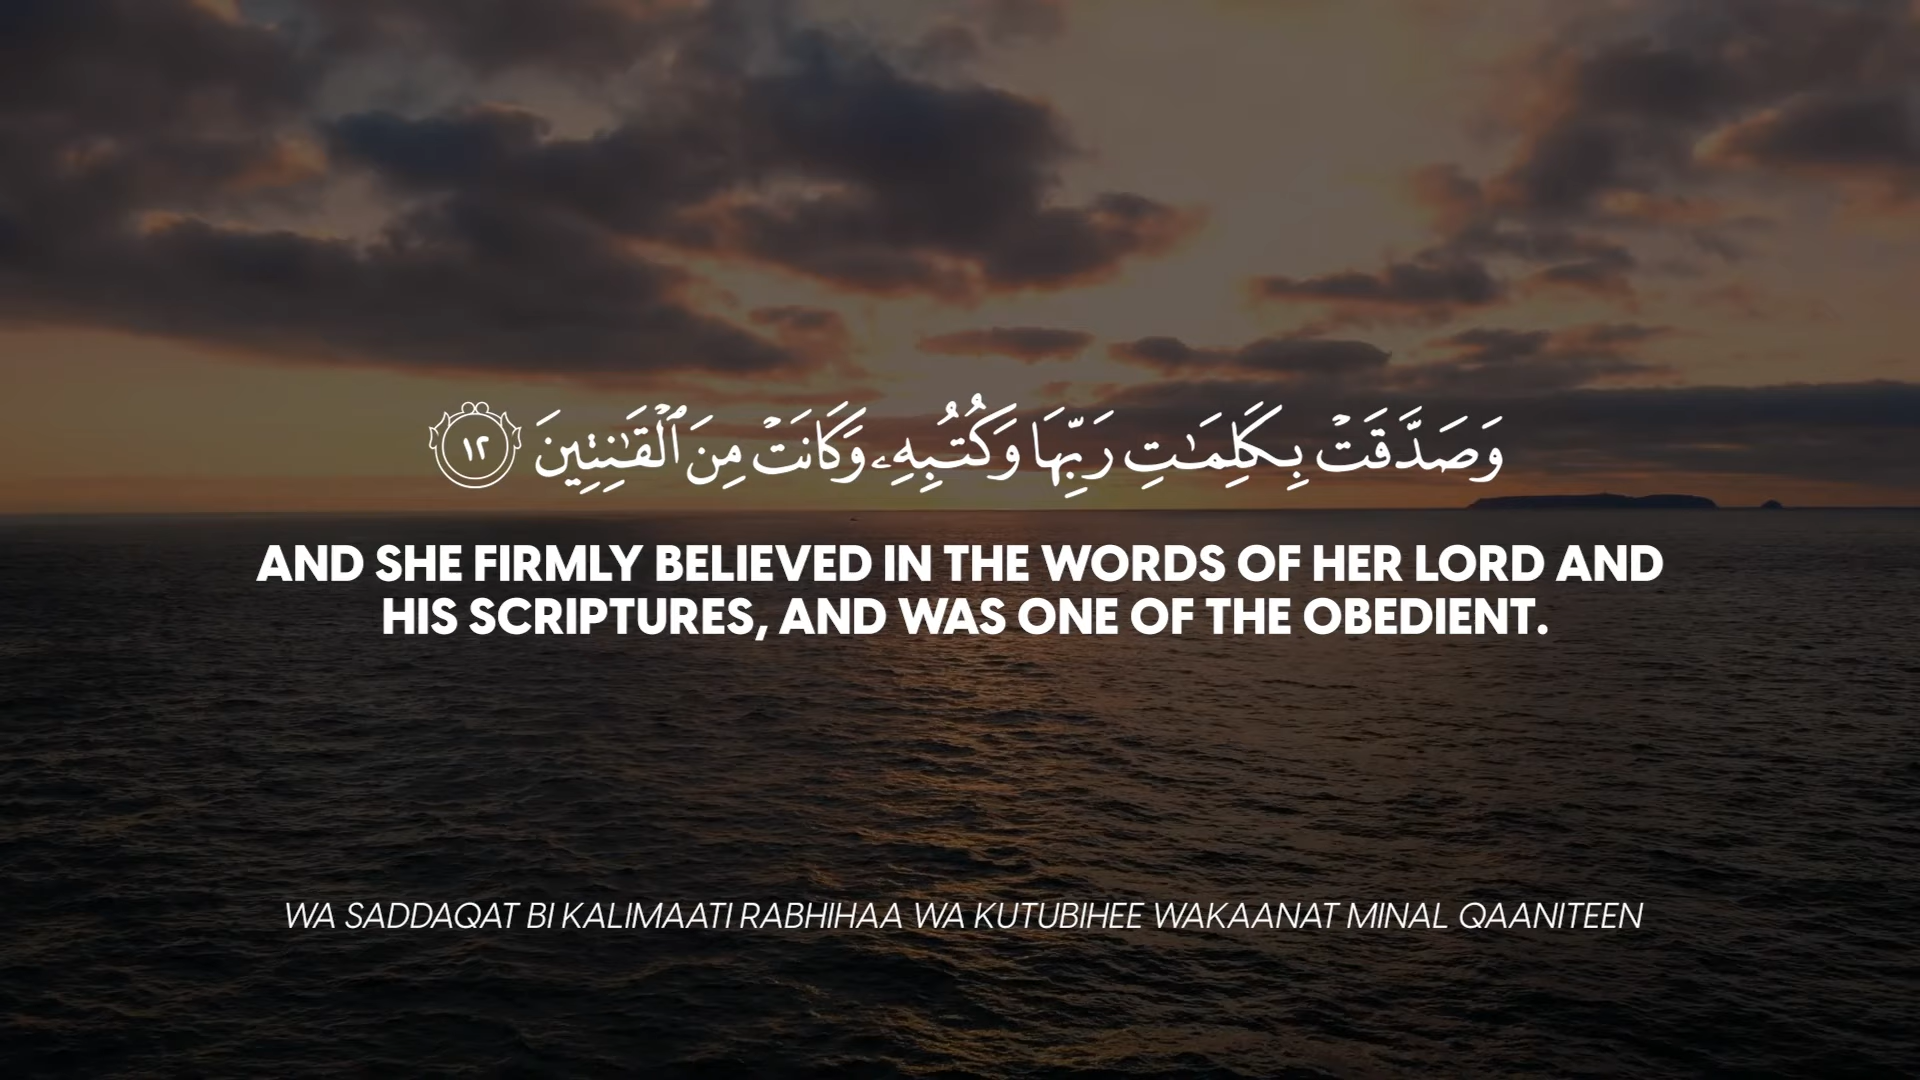 وَصَدَّقَتْ بِكَلِمَـٰتِ رَبِّهَا وَكُتُبِهِۦ وَكَانَتْ مِنَ ٱلْقَـٰنِتِينَ ١٢
AND SHE FIRMLY BELIEVED IN THE WORDS OF HER LORD AND
HIS SCRIPTURES, AND WAS ONE OF THE OBEDIENT.
WA SADDAQAT BI KALIMAATI RABHIHAA WA KUTUBIHEE WAKAANAT MINAL QAANITEEN